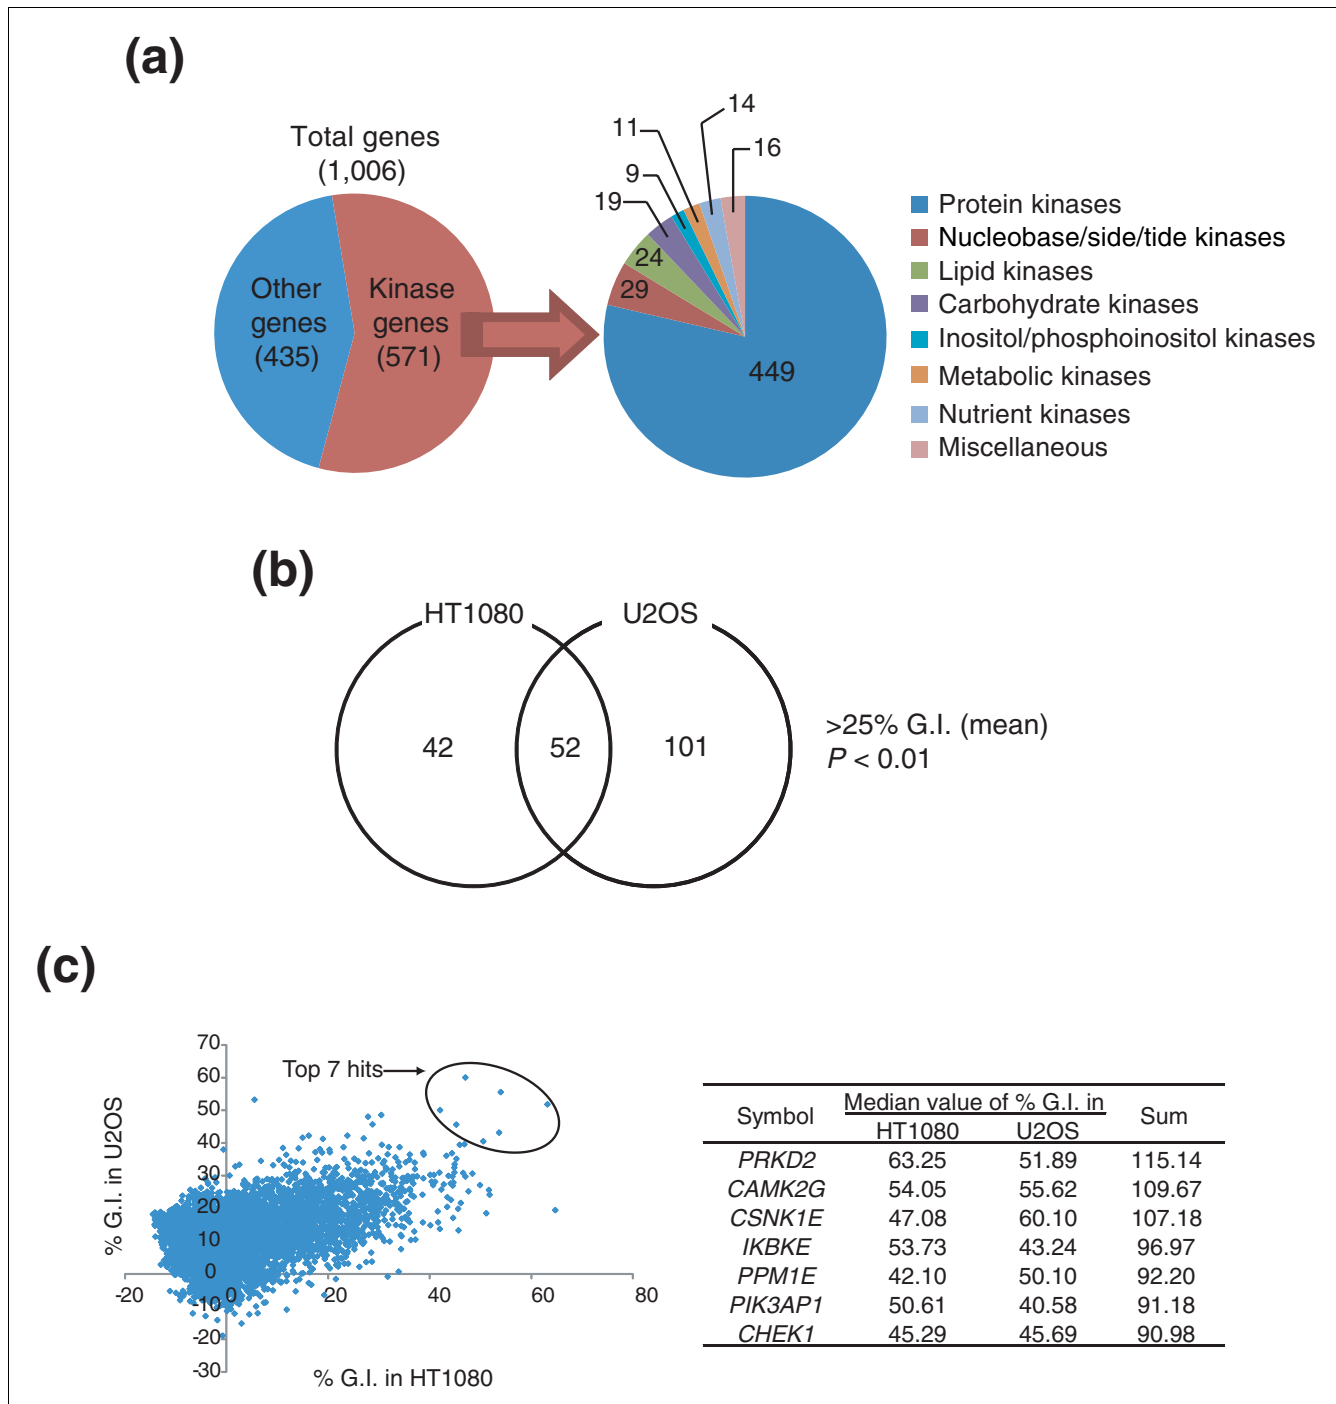 (a)
Total genes
(1,006)
Other
genes
(435)
Kinase
genes
(571)
14
11
16
9
19
24
29
449
Protein kinases
Nucleobase/side/tide kinases
Lipid kinases
Carbohydrate kinases
Inositol/phosphoinositol kinases
Metabolic kinases
Nutrient kinases
Miscellaneous
(b)
HT1080
U2OS
42
52
101
>25% G.I. (mean)
P < 0.01
(c)
% G.I. in U2OS
70
60
50
40
30
20
10
0
-10
-20
-30
-20
0
20
40
60
80
% G.I. in HT1080
Top 7 hits
Symbol Median value of % G.I. in Sum
HT1080 U2OS
PRKD2 63.25 51.89 115.14
CAMK2G 54.05 55.62 109.67
CSNK1E 47.08 60.10 107.18
IKBKE 53.73 43.24 96.97
PPM1E 42.10 50.10 92.20
PIK3AP1 50.61 40.58 91.18
CHEK1 45.29 45.69 90.98